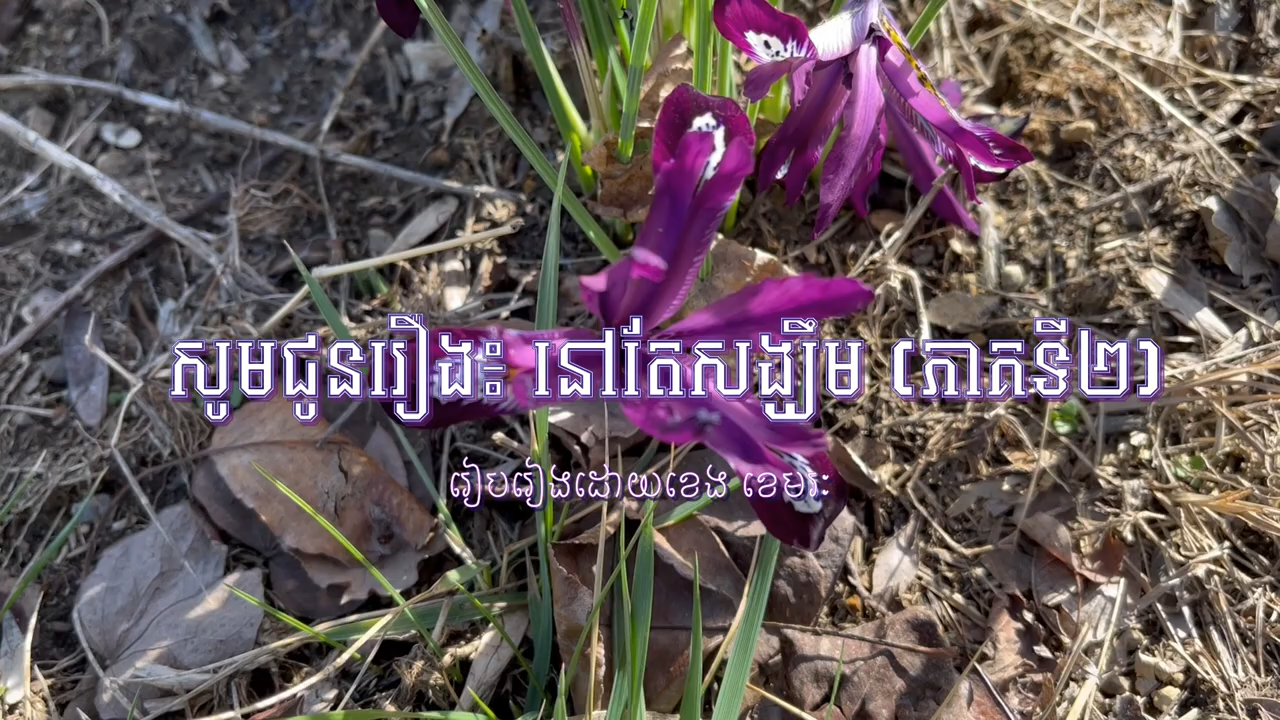 សូមជូនរឿង៖ នៅតែសង្ឃឹម (ភាគទី២)
រៀបរៀងដោយខេង ខេមរៈ